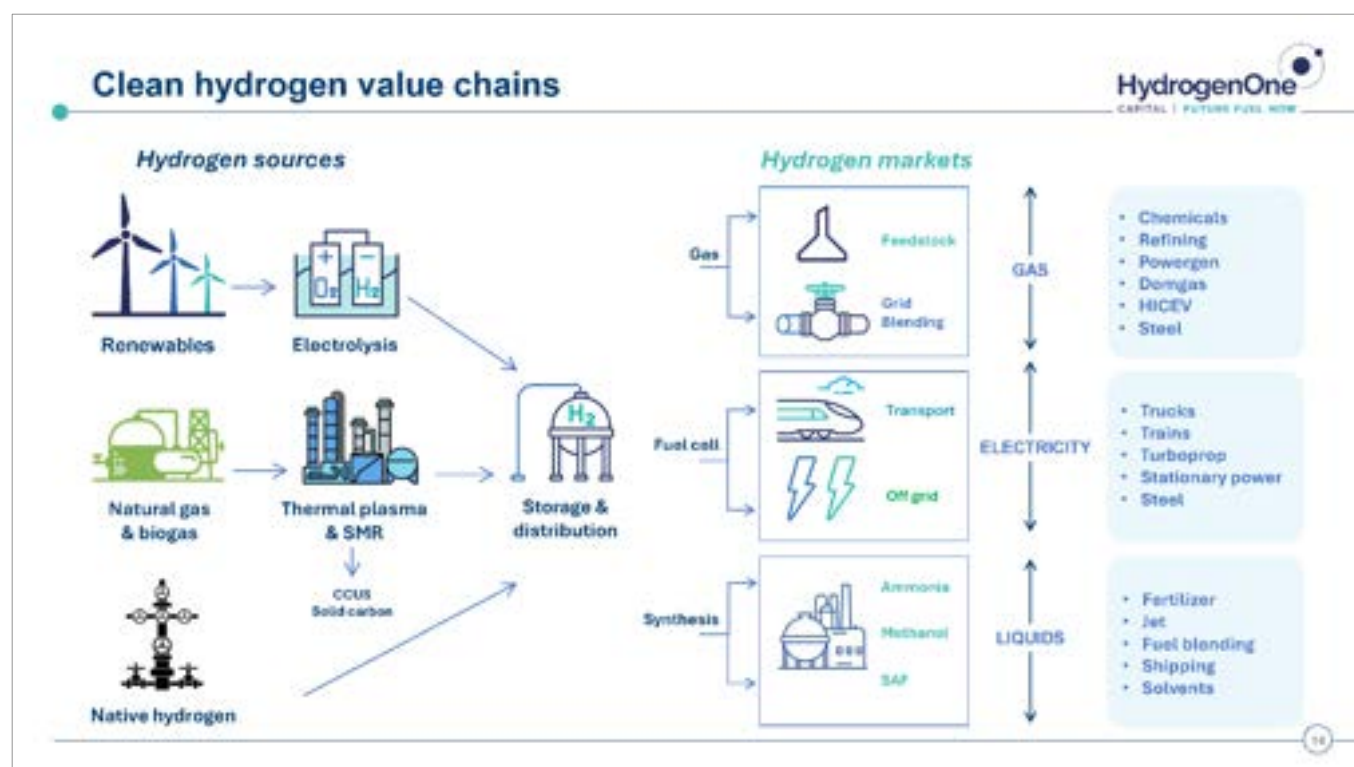 Clean hydrogen value chains
HydrogenOne
CAPITAL | FUTURE FUEL NOW
Hydrogen sources
Renewables
+
O₂
−
H₂
Electrolysis
Natural gas
& biogas
Thermal plasma
& SMR
CCUS
Solid carbon
Native hydrogen
H₂
Storage &
distribution
Hydrogen markets
Gas
Feedstock
Grid
Blending
GAS
• Chemicals
• Refining
• Powergen
• Domgas
• HICEV
• Steel
Fuel cell
Transport
Off grid
ELECTRICITY
• Trucks
• Trains
• Turboprop
• Stationary power
• Steel
Synthesis
Ammonia
Methanol
SAF
LIQUIDS
• Fertilizer
• Jet
• Fuel blending
• Shipping
• Solvents